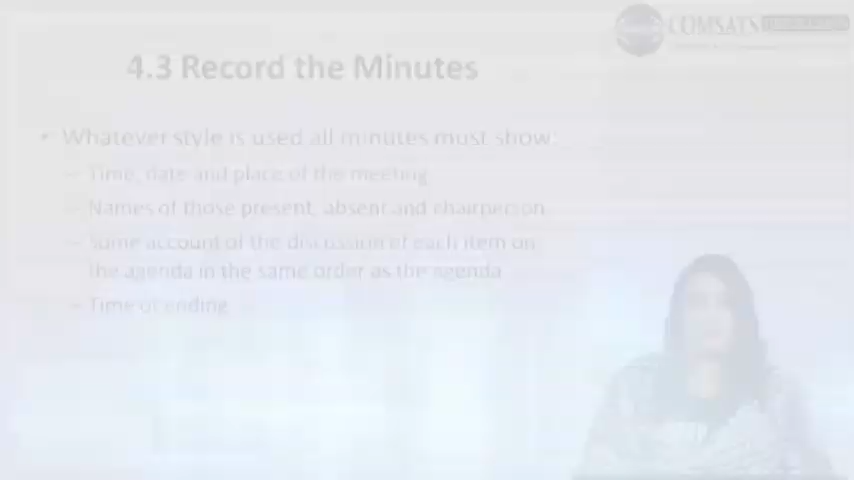 COMSATS
4.3 Record the Minutes
• Whatever style is used all minutes must show:
– Time, date and place of the meeting
– Names of those present, absent and chairperson
– Some account of the discussion of each item on
the agenda in the same order as the agenda
– Time of ending